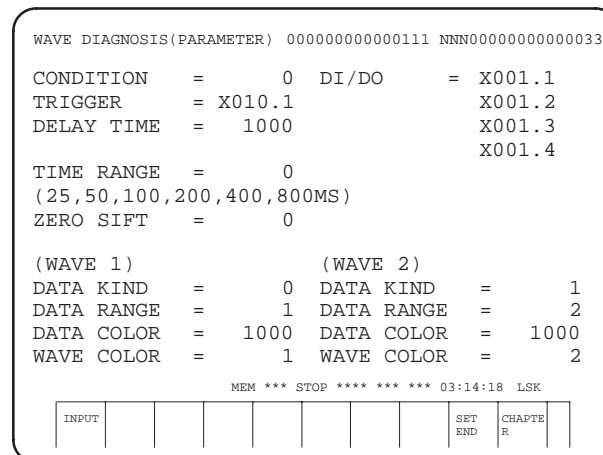 WAVE DIAGNOSIS(PARAMETER) 000000000000111 NNN00000000000033
CONDITION = 0 DI/DO = X001.1
TRIGGER = X010.1 X001.2
DELAY TIME = 1000 X001.3
X001.4
TIME RANGE = 0
(25,50,100,200,400,800MS)
ZERO SIFT = 0
(WAVE 1) (WAVE 2)
DATA KIND = 0 DATA KIND = 1
DATA RANGE = 1 DATA RANGE = 2
DATA COLOR = 1000 DATA COLOR = 1000
WAVE COLOR = 1 WAVE COLOR = 2
MEM *** STOP **** *** *** 03:14:18 LSK
INPUT SET CHAPTE
END R